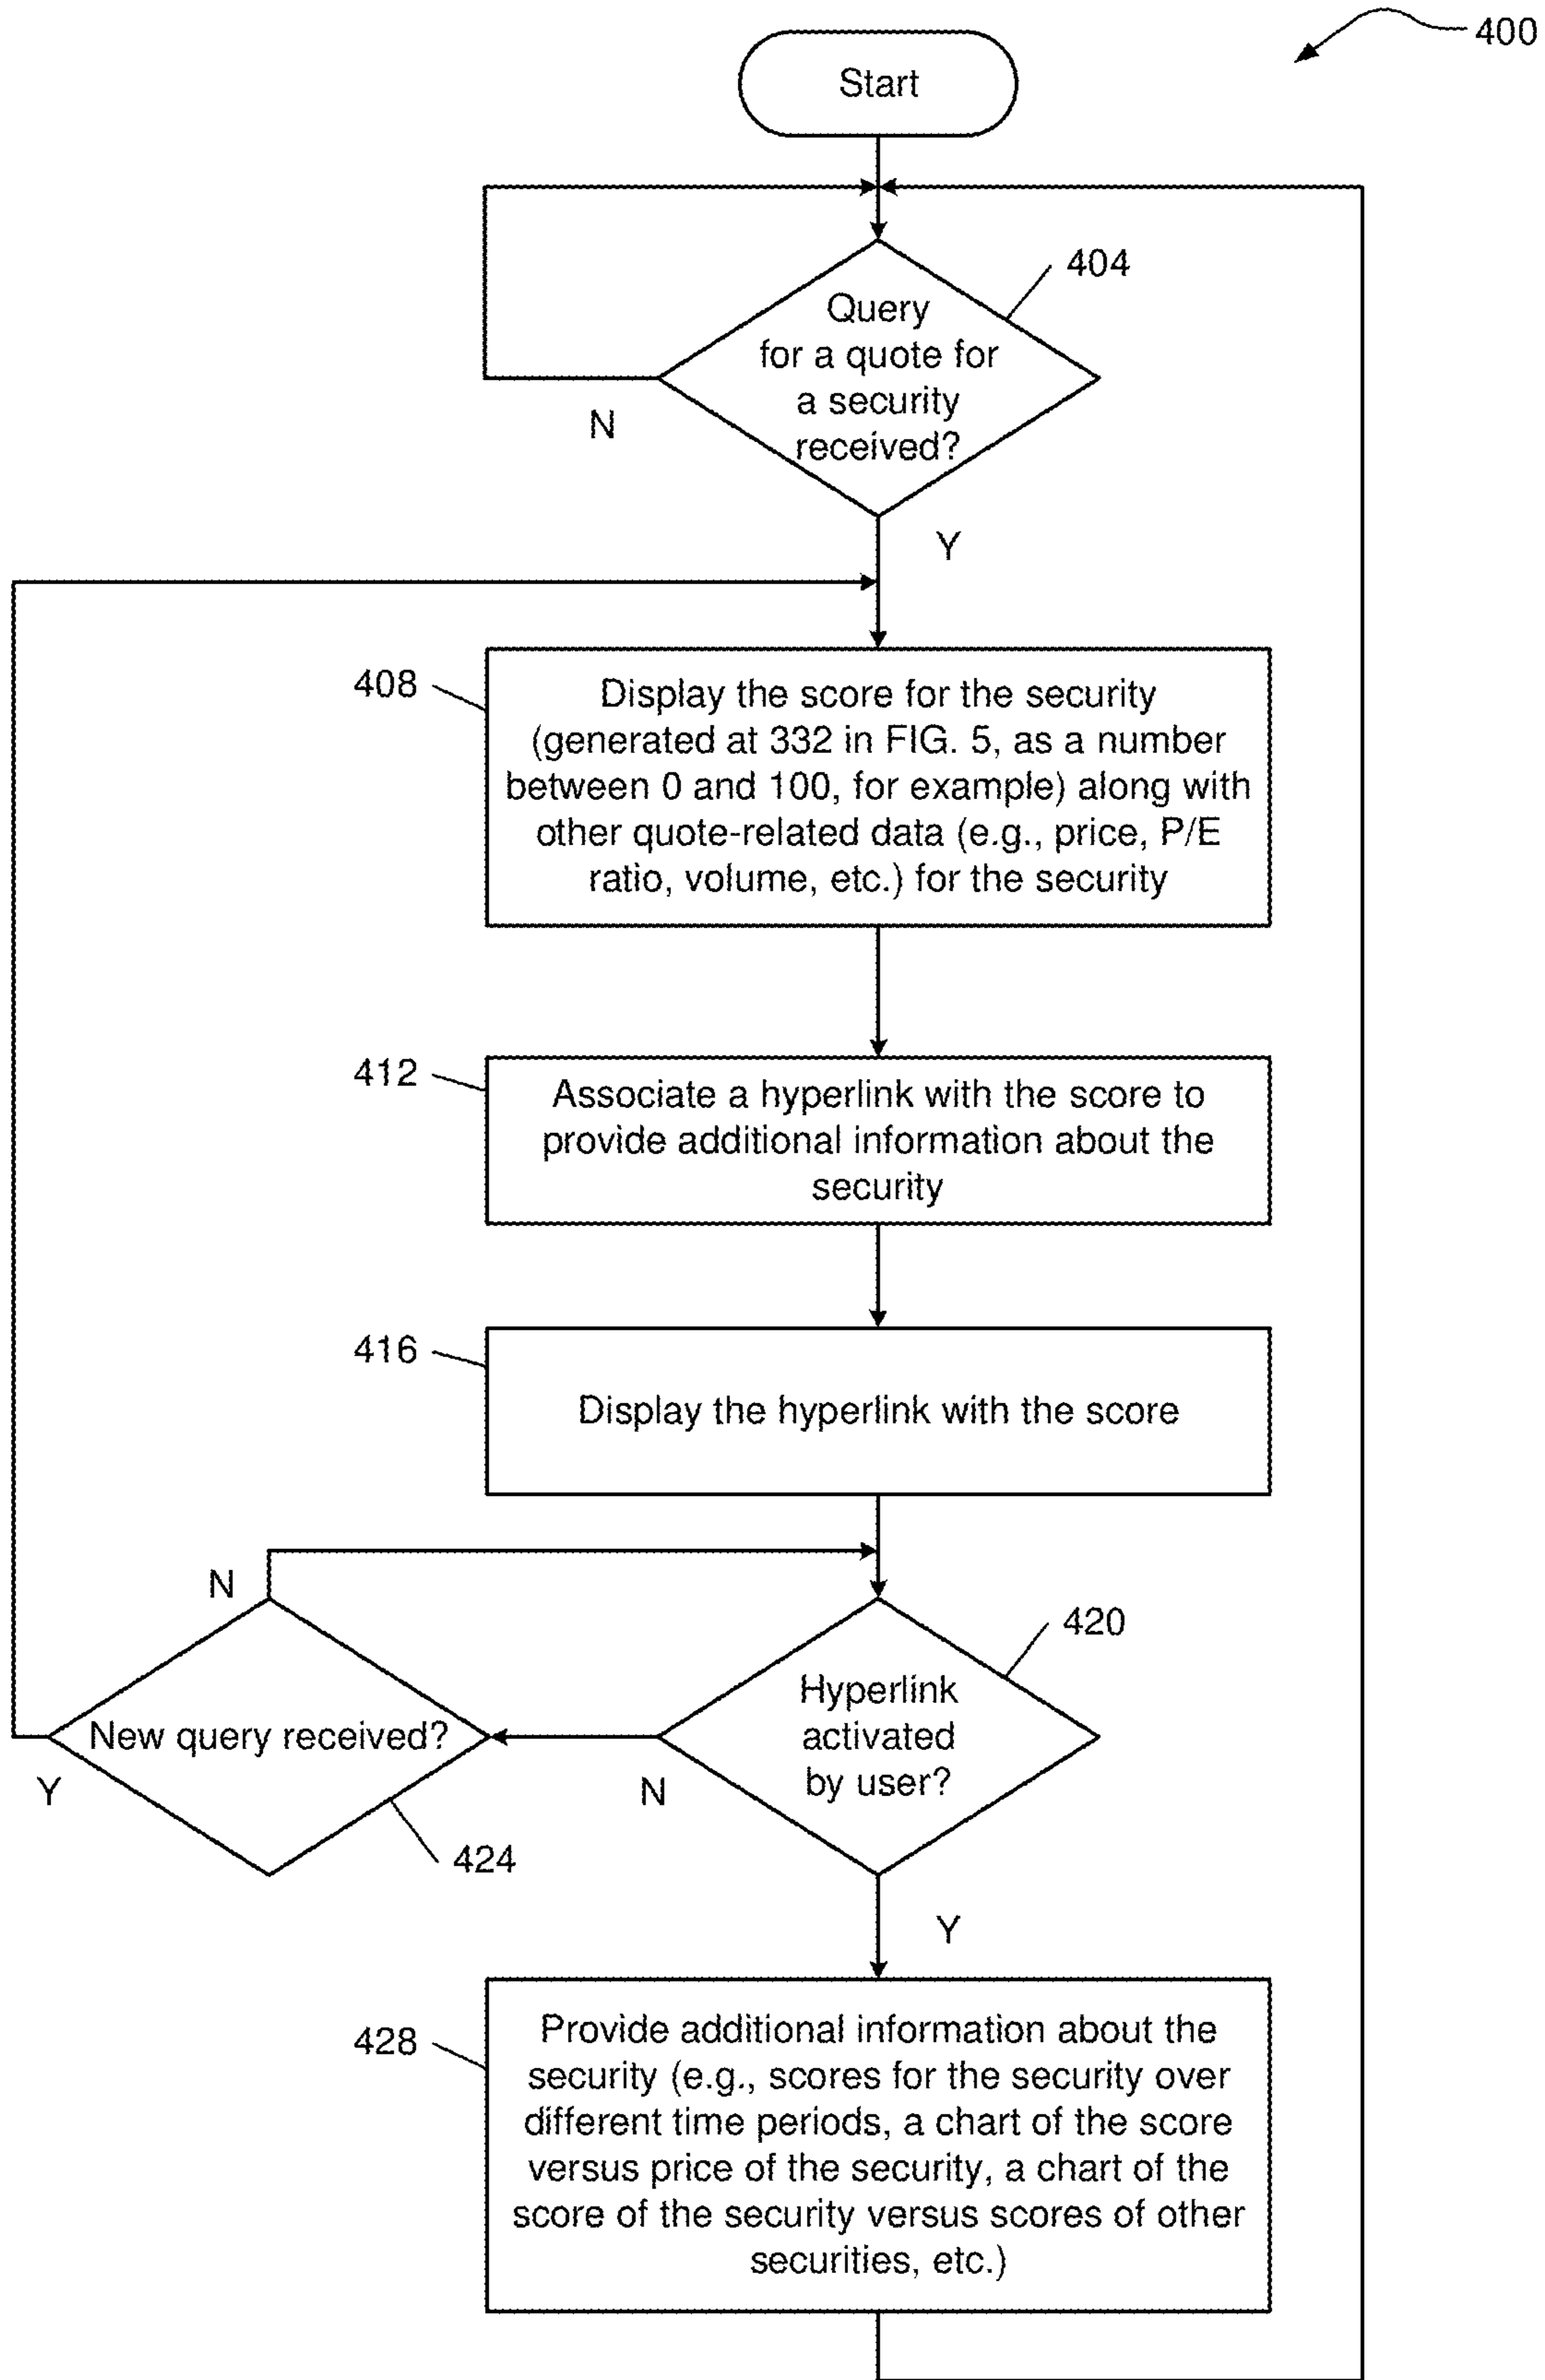 400
Start
404
Query
for a quote for
a security
received?
N
Y
408
Display the score for the security
(generated at 332 in FIG. 5, as a number
between 0 and 100, for example) along with
other quote-related data (e.g., price, P/E
ratio, volume, etc.) for the security
412
Associate a hyperlink with the score to
provide additional information about the
security
416
Display the hyperlink with the score
N
420
Hyperlink
activated
by user?
New query received?
Y
N
424
Y
428
Provide additional information about the
security (e.g., scores for the security over
different time periods, a chart of the score
versus price of the security, a chart of the
score of the security versus scores of other
securities, etc.)